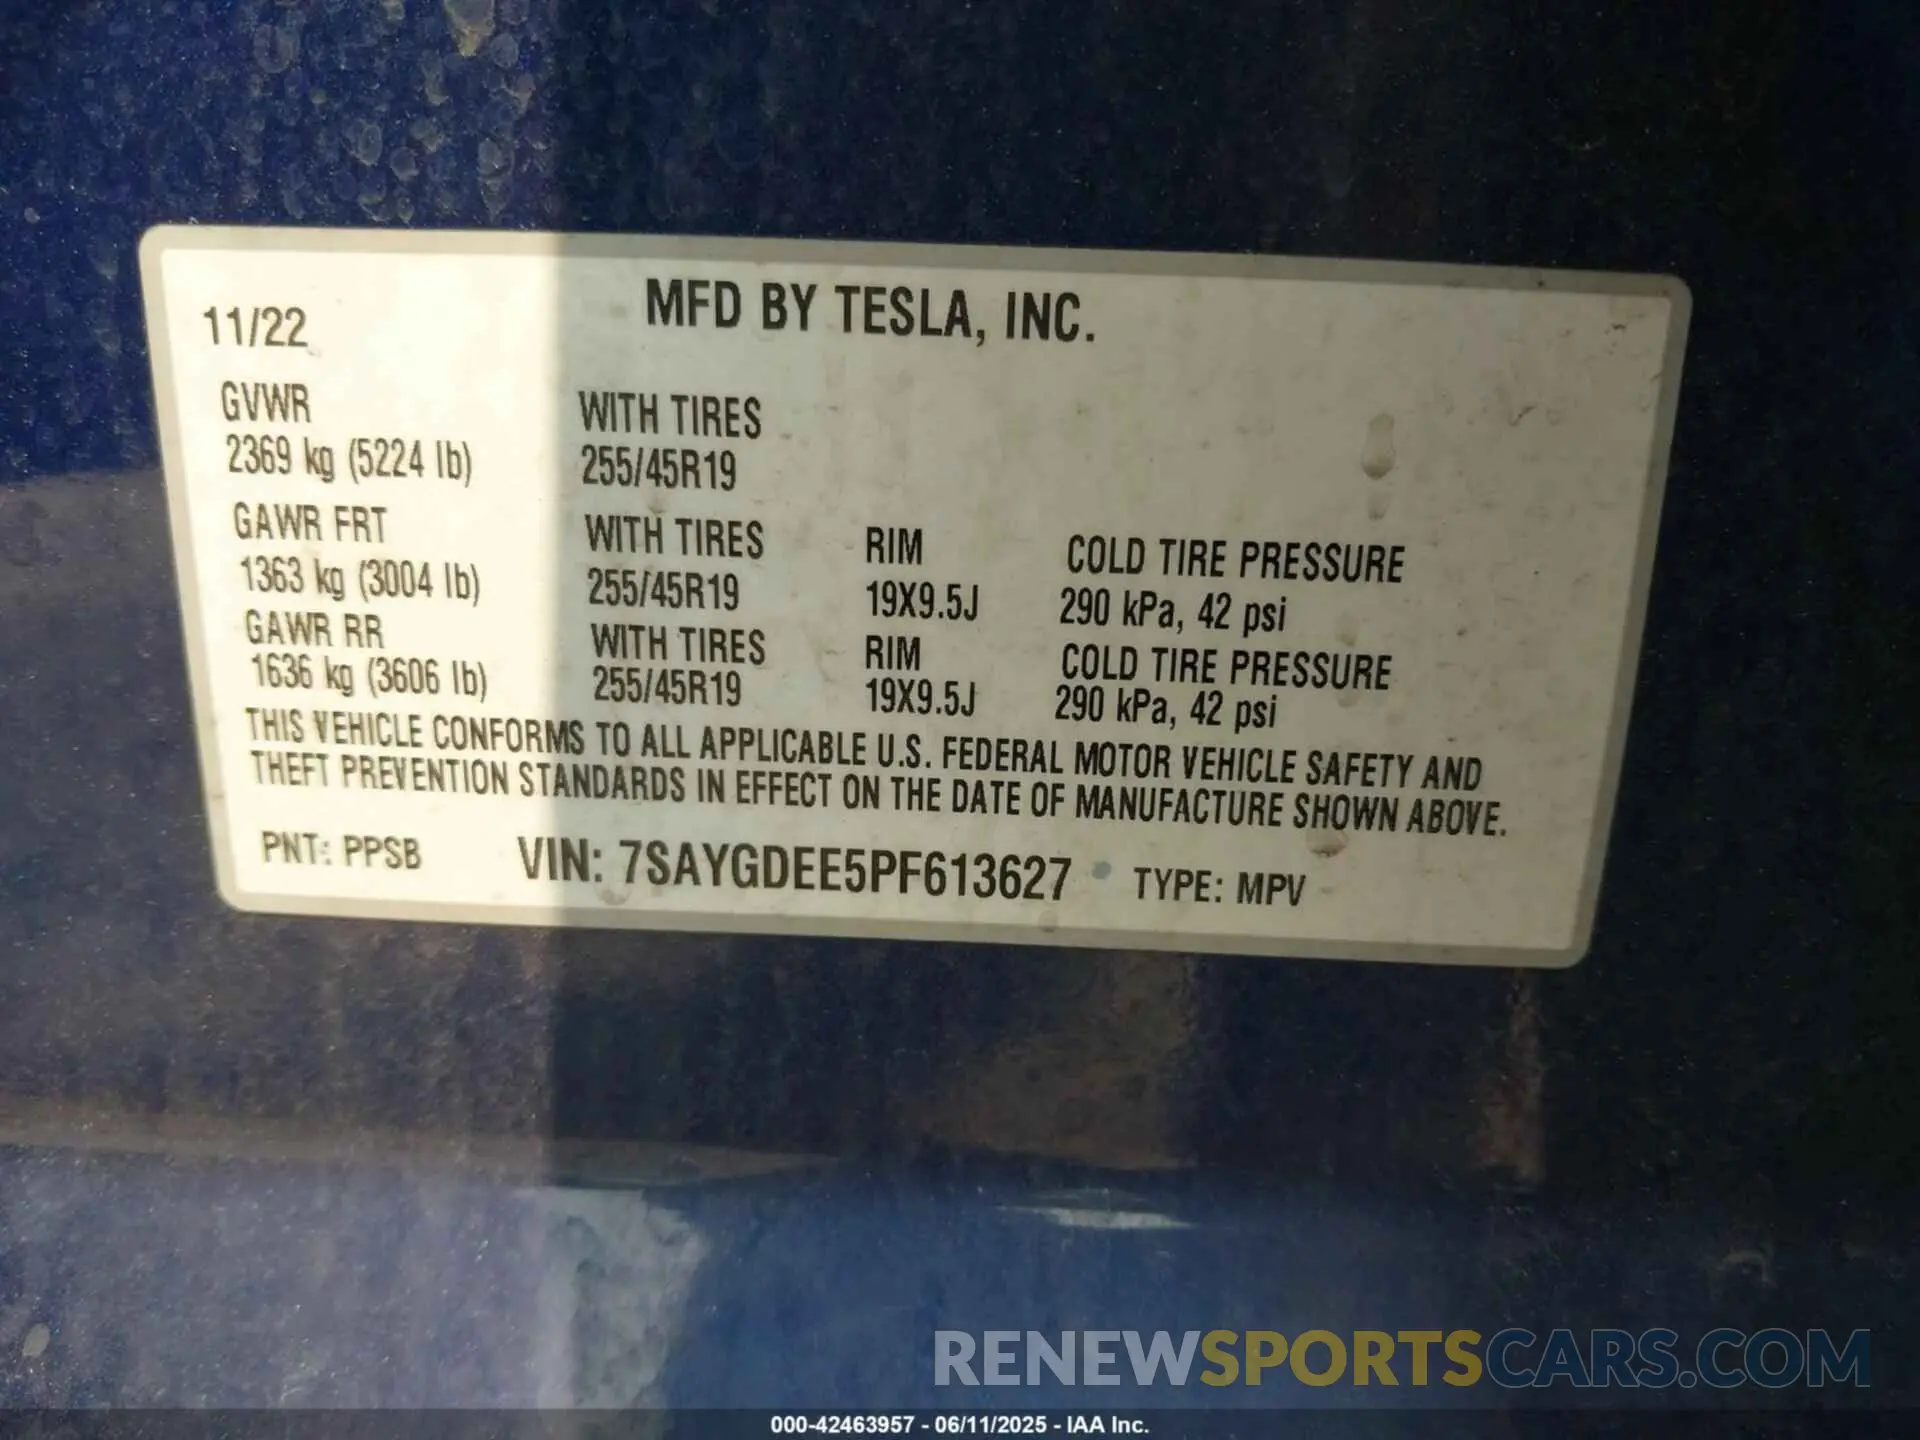 11/22 MFD BY TESLA, INC.
GVWR WITH TIRES
2369 kg (5224 lb) 255/45R19
GAWR FRT WITH TIRES RIM COLD TIRE PRESSURE
1363 kg (3004 lb) 255/45R19 19X9.5J 290 kPa, 42 psi
GAWR RR WITH TIRES RIM COLD TIRE PRESSURE
1636 kg (3606 lb) 255/45R19 19X9.5J 290 kPa, 42 psi
THIS VEHICLE CONFORMS TO ALL APPLICABLE U.S. FEDERAL MOTOR VEHICLE SAFETY AND
THEFT PREVENTION STANDARDS IN EFFECT ON THE DATE OF MANUFACTURE SHOWN ABOVE.
PNT: PPSB VIN: 7SAYGDEE5PF613627 TYPE: MPV
RENEWSPORTSCARS.COM
000-42463957 - 06/11/2025 - IAA Inc.